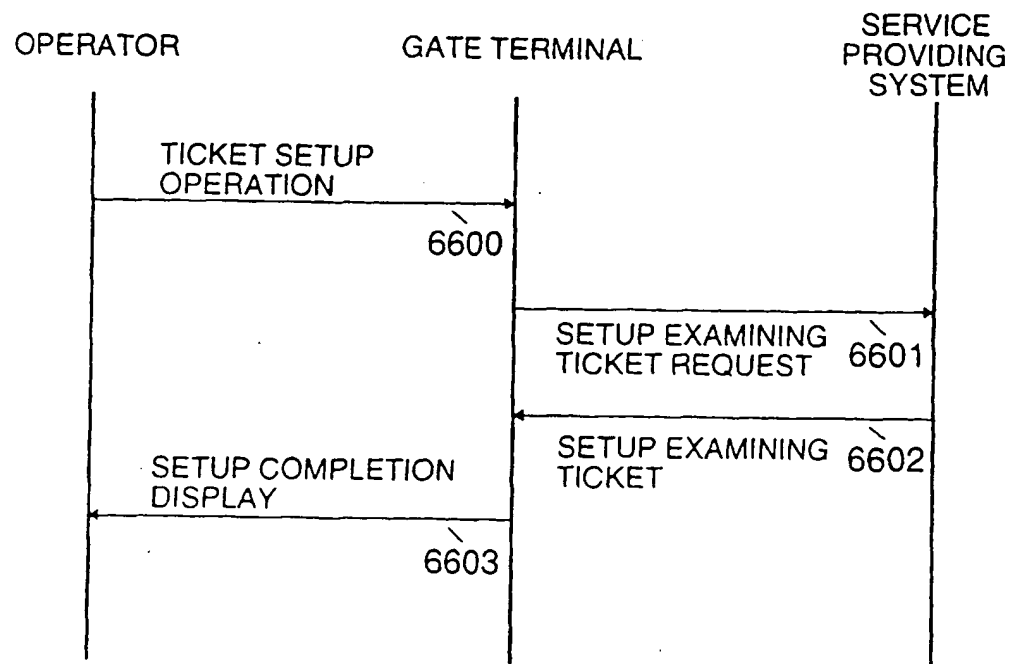 OPERATOR
GATE TERMINAL
SERVICE
PROVIDING
SYSTEM
TICKET SETUP
OPERATION
6600
SETUP EXAMINING
TICKET REQUEST
6601
SETUP EXAMINING
TICKET
6602
SETUP COMPLETION
DISPLAY
6603